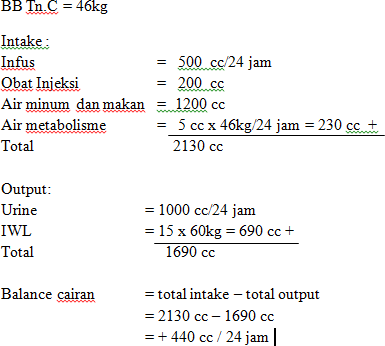 BB Tn.C = 46kg
Intake :
Infus = 500 cc/24 jam
Obat Injeksi = 200 cc
Air minum dan makan = 1200 cc
Air metabolisme = 5 cc x 46kg/24 jam = 230 cc +
Total 2130 cc
Output:
Urine = 1000 cc/24 jam
IWL = 15 x 60kg = 690 cc +
Total 1690 cc
Balance cairan = total intake – total output
= 2130 cc – 1690 cc
= + 440 cc / 24 jam